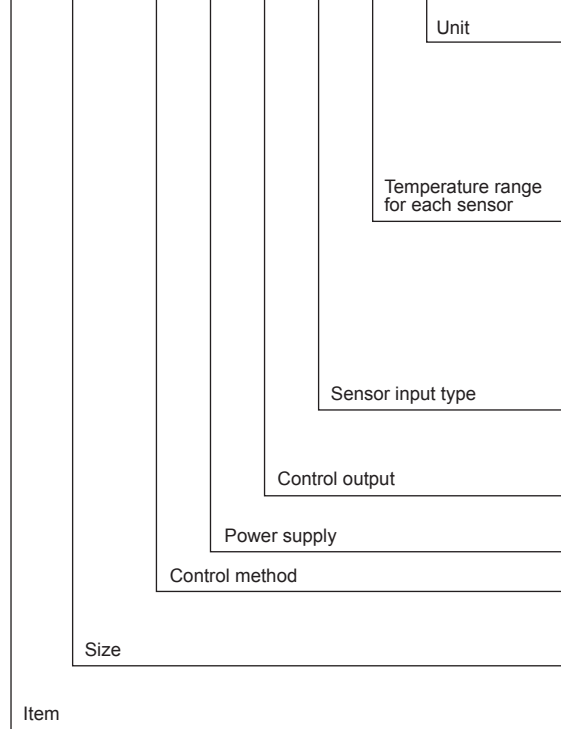 Unit
Temperature range
for each sensor
Sensor input type
Control output
Power supply
Control method
Size
Item